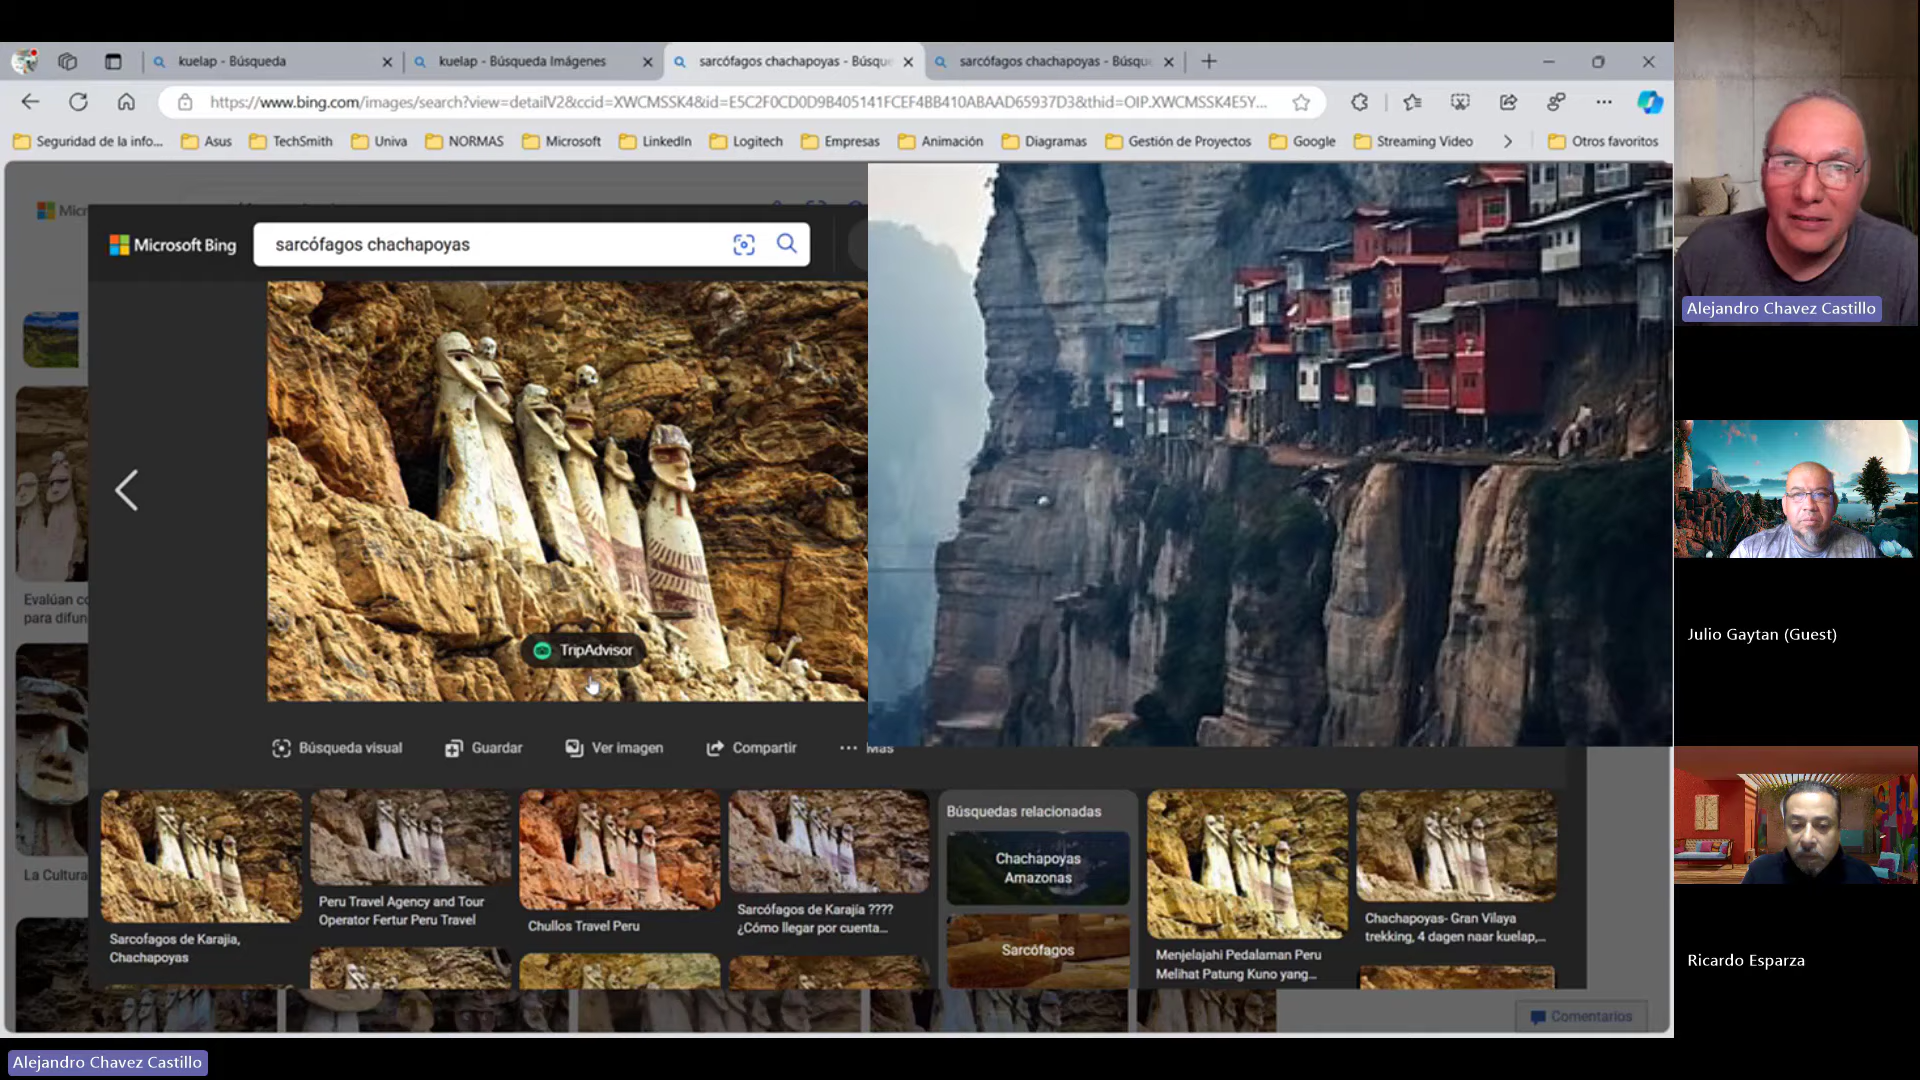 kuelap - Búsqueda
kuelap - Búsqueda Imágenes
sarcófagos chachapoyas - Búsqu
sarcófagos chachapoyas - Búsqu
https://www.bing.com/images/search?view=detailV2&ccid=XWCMSSK4&id=E5C2F0CD0D9B405141FCEF4BB410ABAAD65937D3&thid=OIP.XWCMSSK4E5Y...
Seguridad de la info...
Asus
TechSmith
Univa
NORMAS
Microsoft
LinkedIn
Logitech
Empresas
Animación
Diagramas
Gestión de Proyectos
Google
Streaming Video
Otros favoritos
Micr
Microsoft Bing
sarcófagos chachapoyas
TripAdvisor
Búsqueda visual
Guardar
Ver imagen
Compartir
Más
Evalúan co
para difun
La Cultura
Sarcofagos de Karajia,
Chachapoyas
Peru Travel Agency and Tour
Operator Fertur Peru Travel
Chullos Travel Peru
Sarcófagos de Karajía ????
¿Cómo llegar por cuenta...
Búsquedas relacionadas
Chachapoyas
Amazonas
Sarcófagos
Menjelajahi Pedalaman Peru
Melihat Patung Kuno yang...
Chachapoyas- Gran Vilaya
trekking, 4 dagen naar kuelap,...
Comentarios
Alejandro Chavez Castillo
Julio Gaytan (Guest)
Ricardo Esparza
Alejandro Chavez Castillo